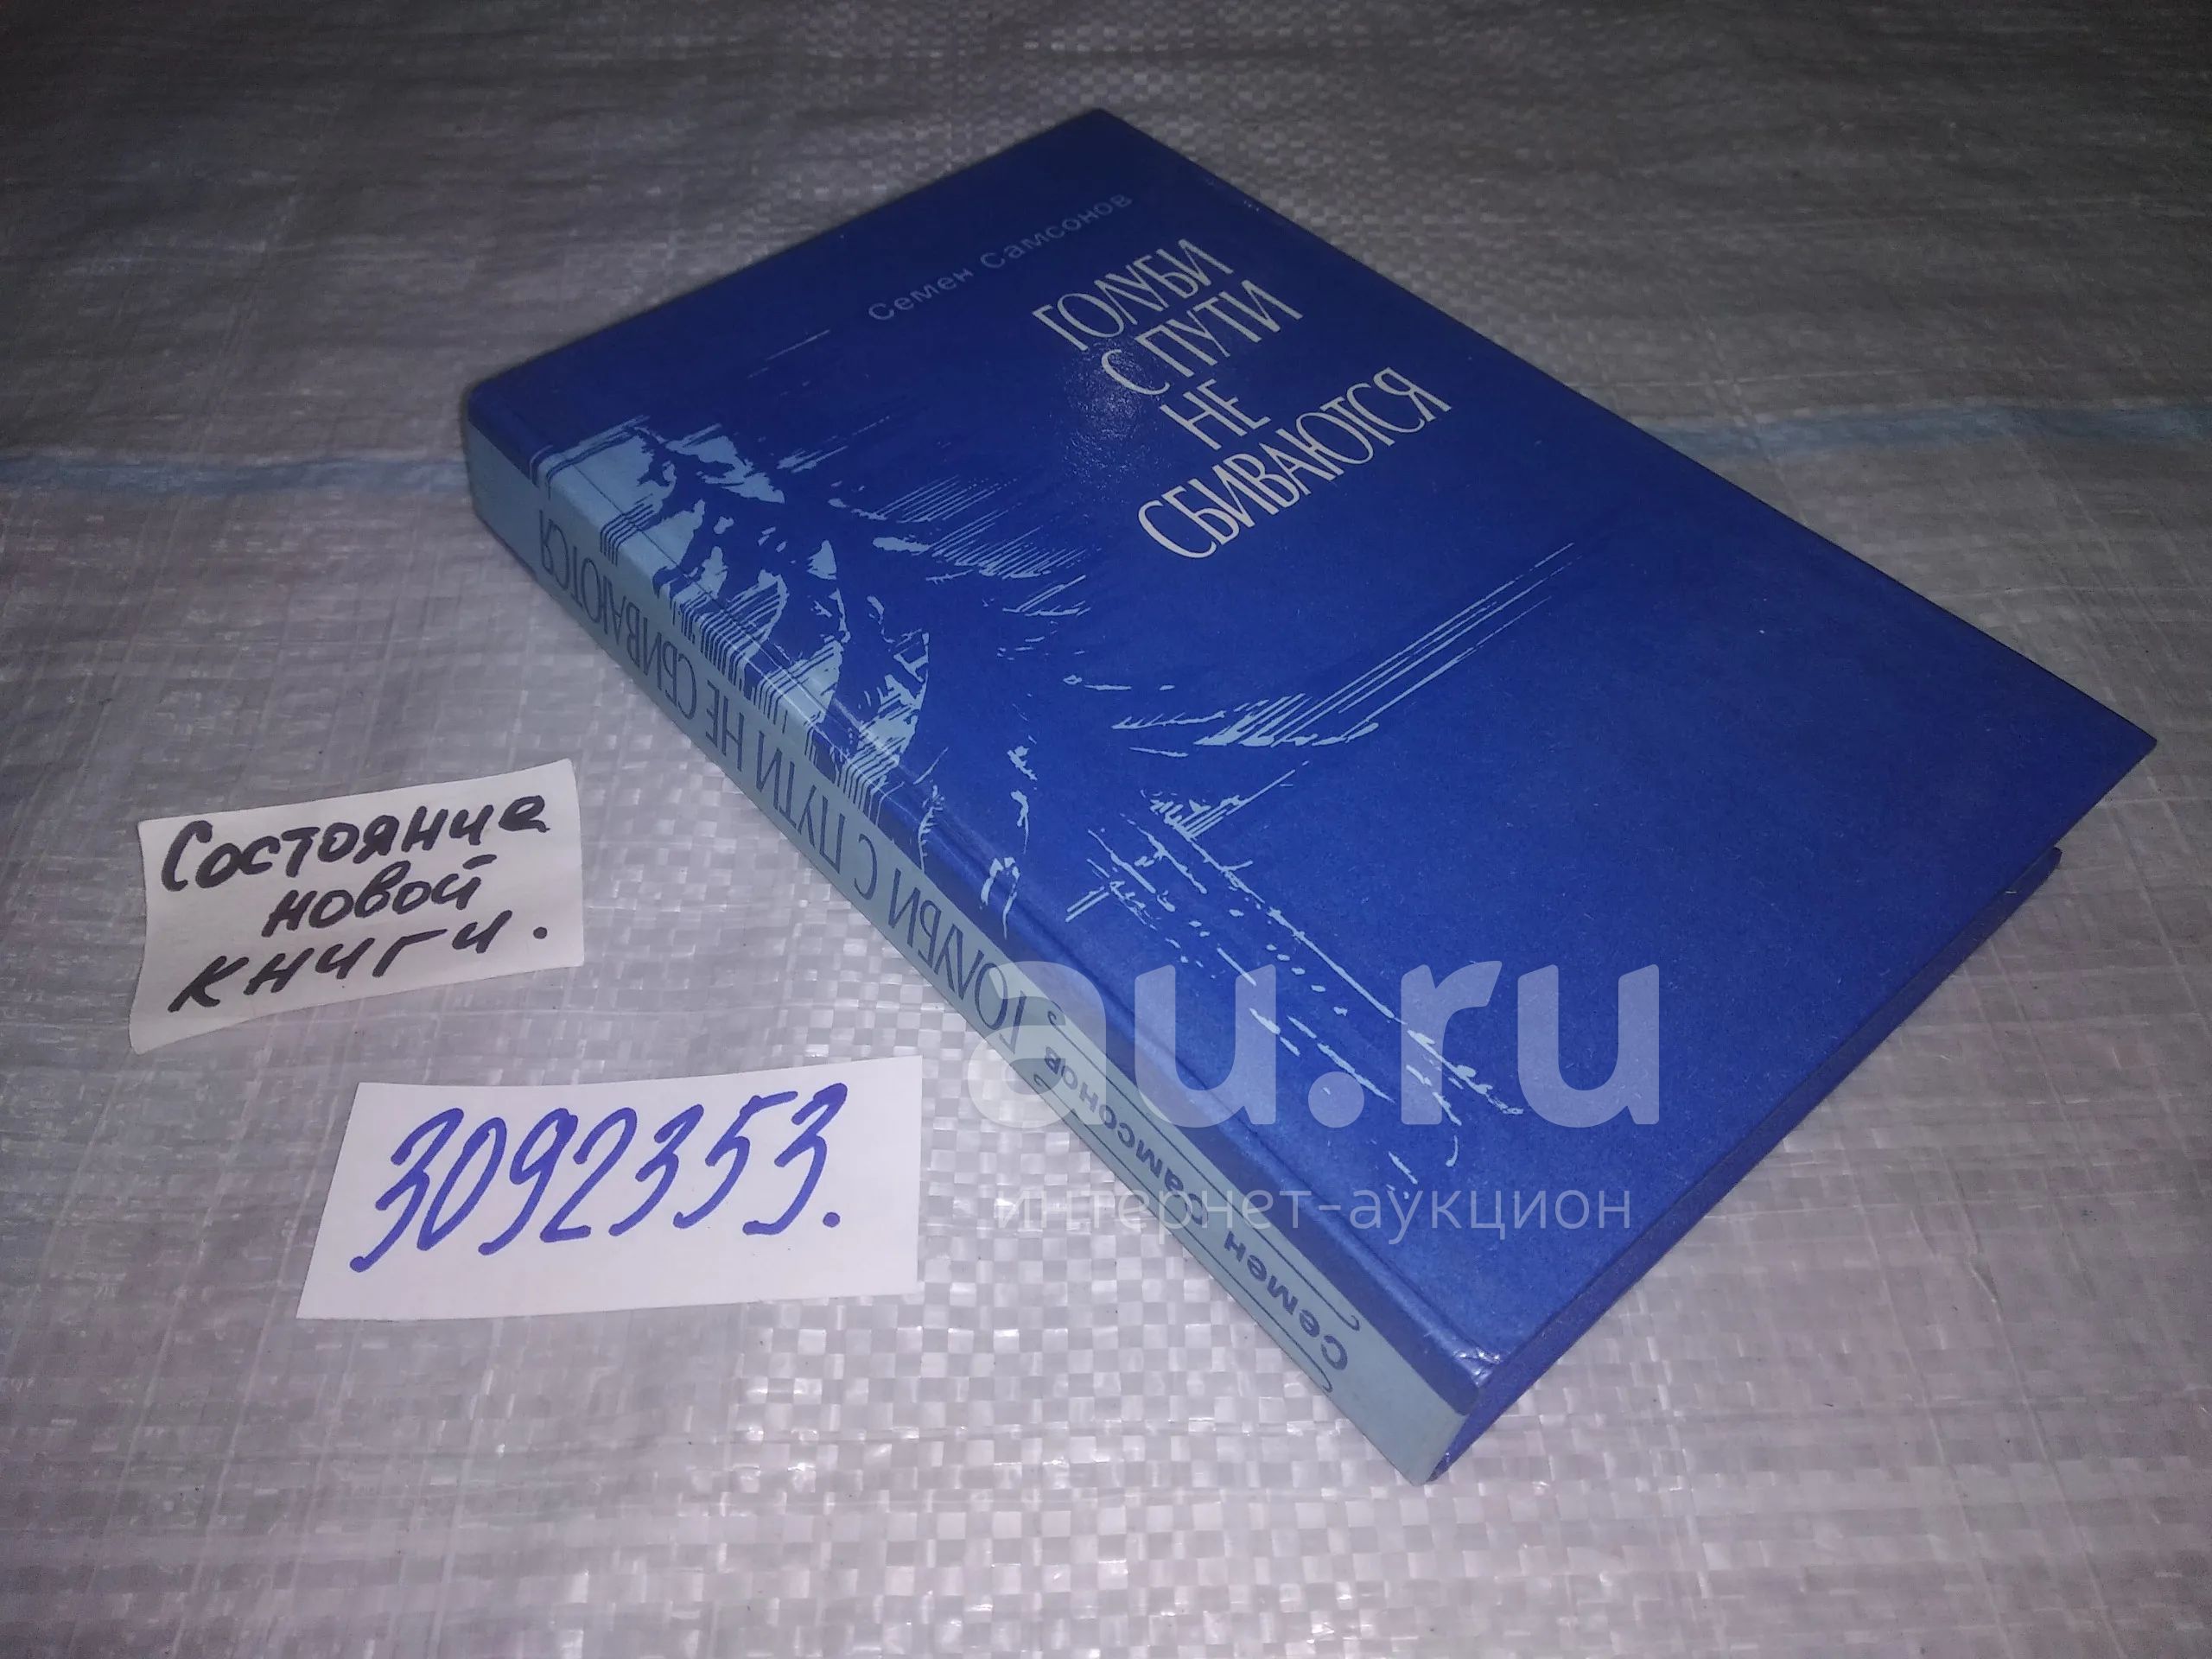 Семен Самсонов
ГОЛУБИ
С ПУТИ
НЕ
СБИВАЮТСЯ
Семен Самсонов ГОЛУБИ С ПУТИ НЕ СБИВАЮТСЯ
Состояние
новой
книги.
3092353.
au.ru
интернет-аукцион